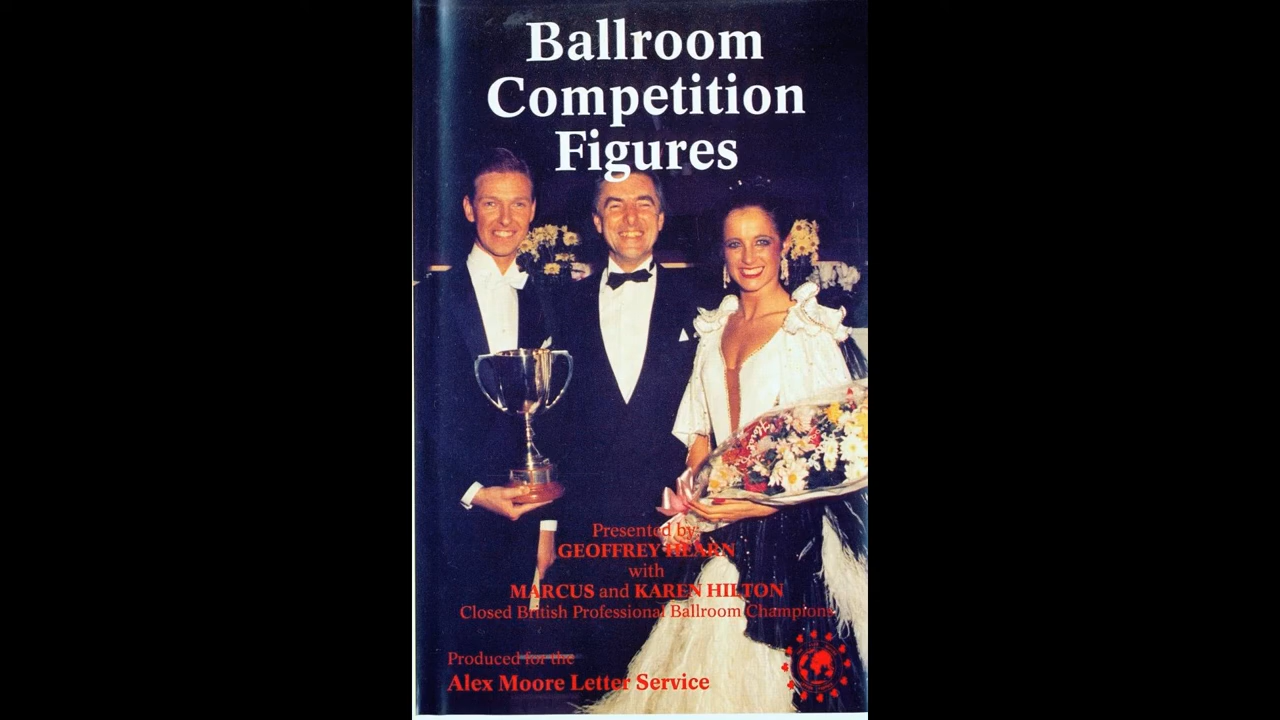 Ballroom
Competition
Figures
Presented by
GEOFFREY HEARN
with
MARCUS and KAREN HILTON
Closed British Professional Ballroom Champions
Produced for the
Alex Moore Letter Service